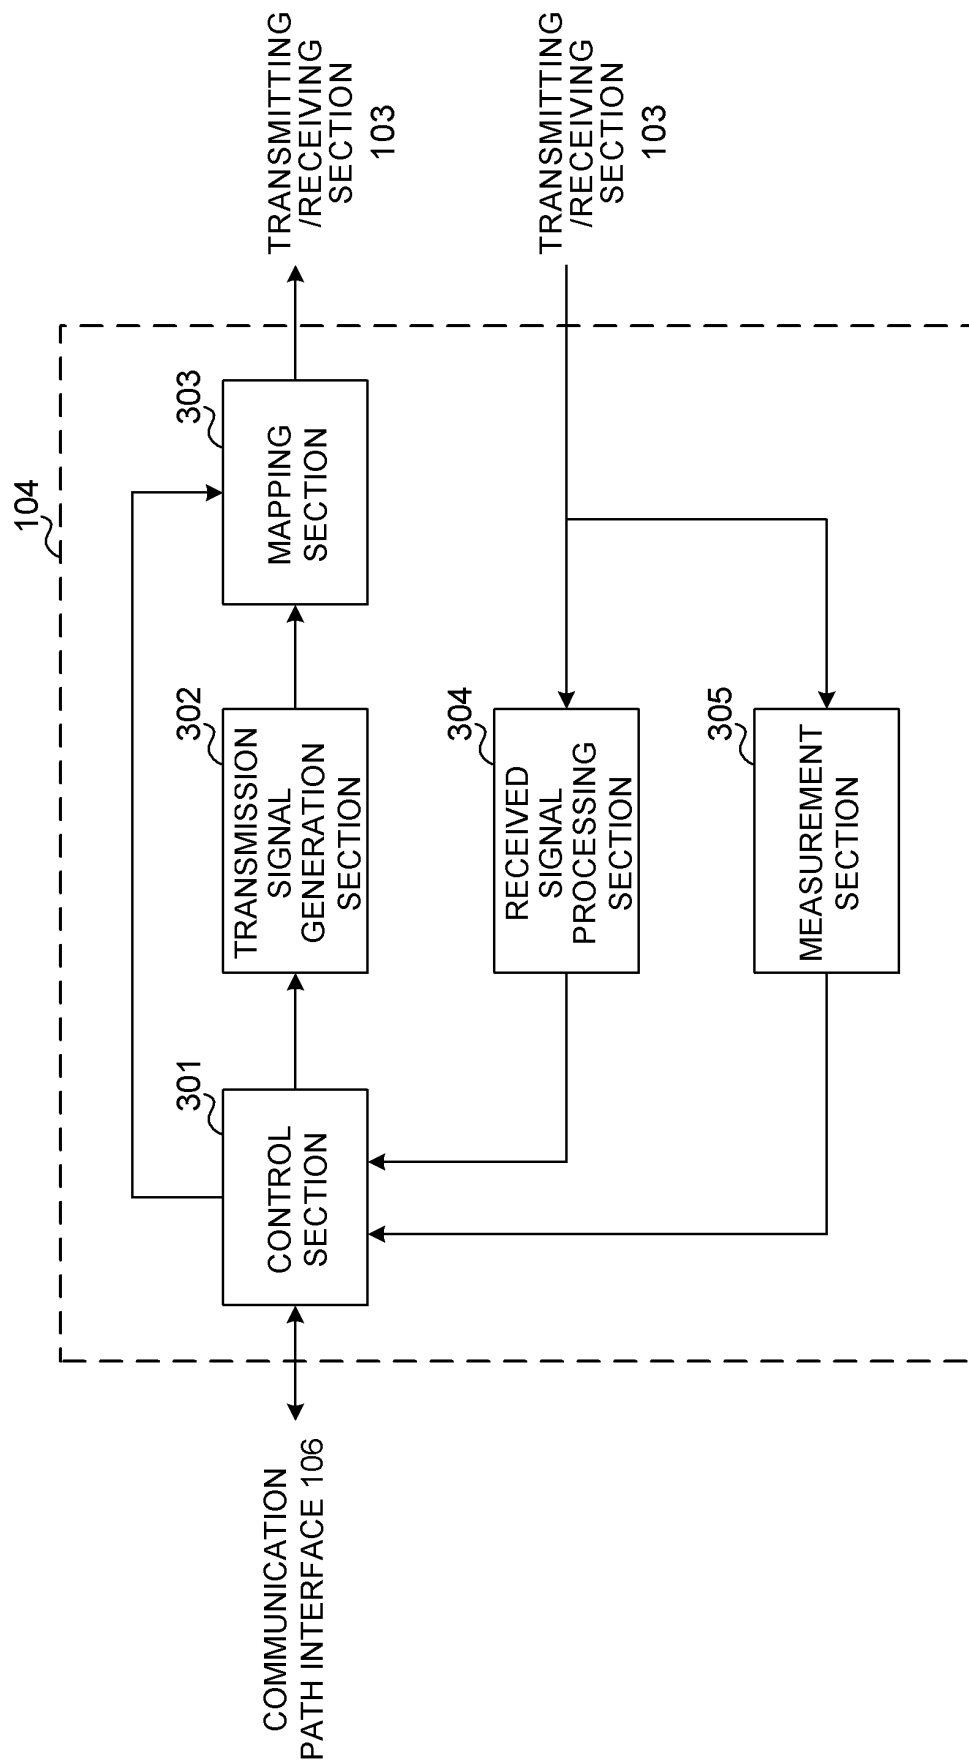 104
COMMUNICATION
PATH INTERFACE 106
301
CONTROL
SECTION
302
TRANSMISSION
SIGNAL
GENERATION
SECTION
303
MAPPING
SECTION
TRANSMITTING
/RECEIVING
SECTION
103
304
RECEIVED
SIGNAL
PROCESSING
SECTION
TRANSMITTING
/RECEIVING
SECTION
103
305
MEASUREMENT
SECTION